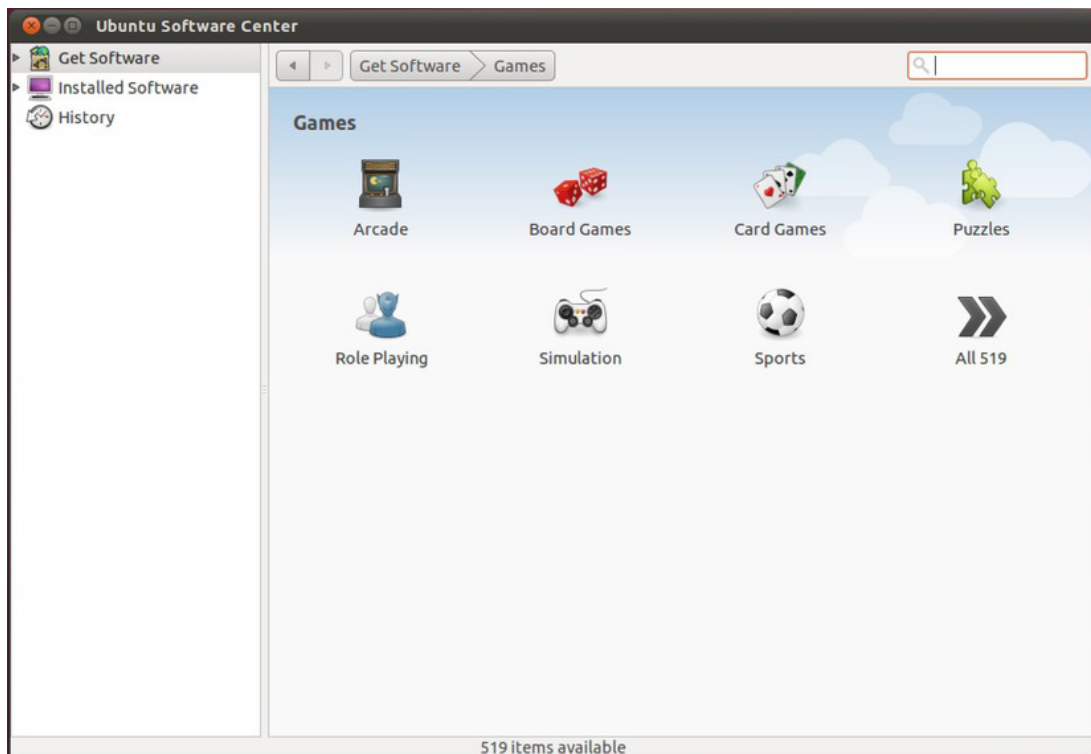 Ubuntu Software Center
Get Software
Installed Software
History
Get Software Games
Games
Arcade Board Games Card Games Puzzles
Role Playing Simulation Sports All 519
519 items available